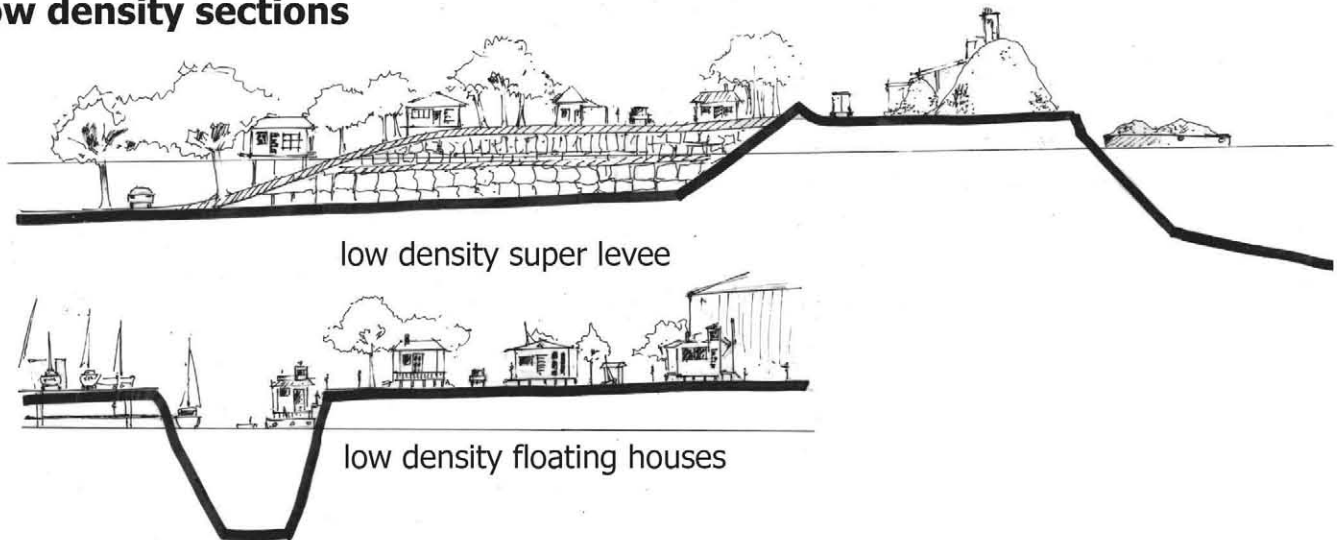 ow density sections
low density super levee
low density floating houses